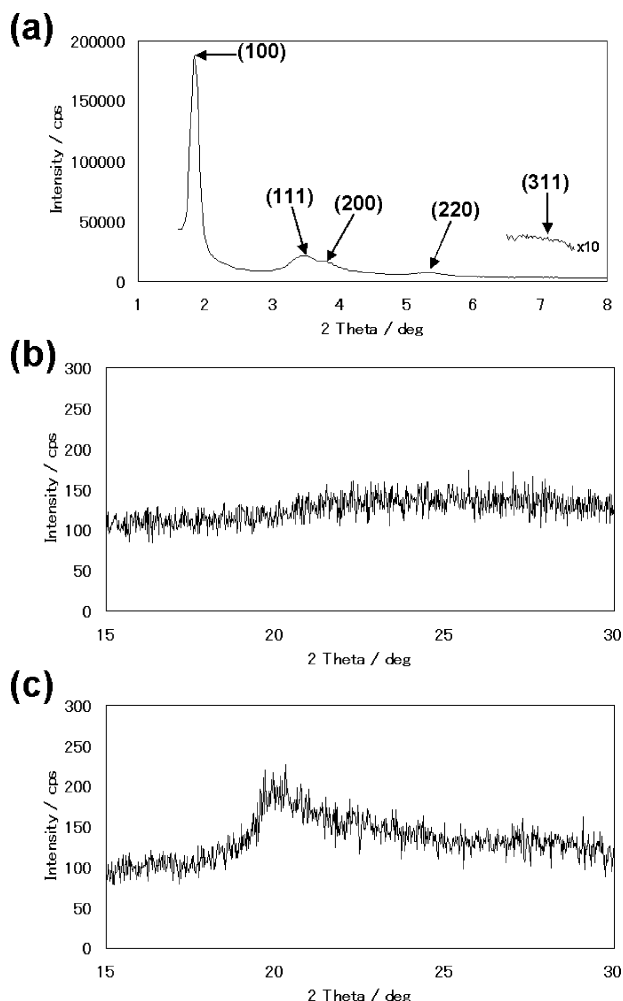 (a)
200000
150000
100000
50000
0
Intensity / cps
(100)
(111)
(200)
(220)
(311)
x10
1 2 3 4 5 6 7 8
2 Theta / deg
(b)
300
250
200
150
100
50
0
Intensity / cps
15 20 25 30
2 Theta / deg
(c)
300
250
200
150
100
50
0
Intensity / cps
15 20 25 30
2 Theta / deg